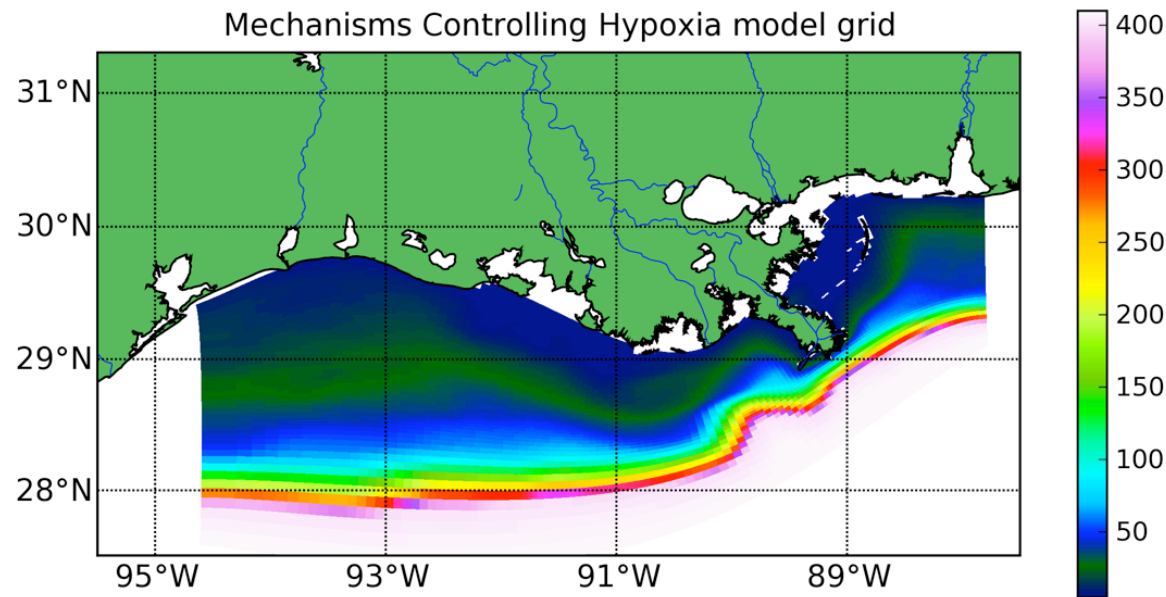 Mechanisms Controlling Hypoxia model grid
31°N
30°N
29°N
28°N
95°W 93°W 91°W 89°W
400
350
300
250
200
150
100
50